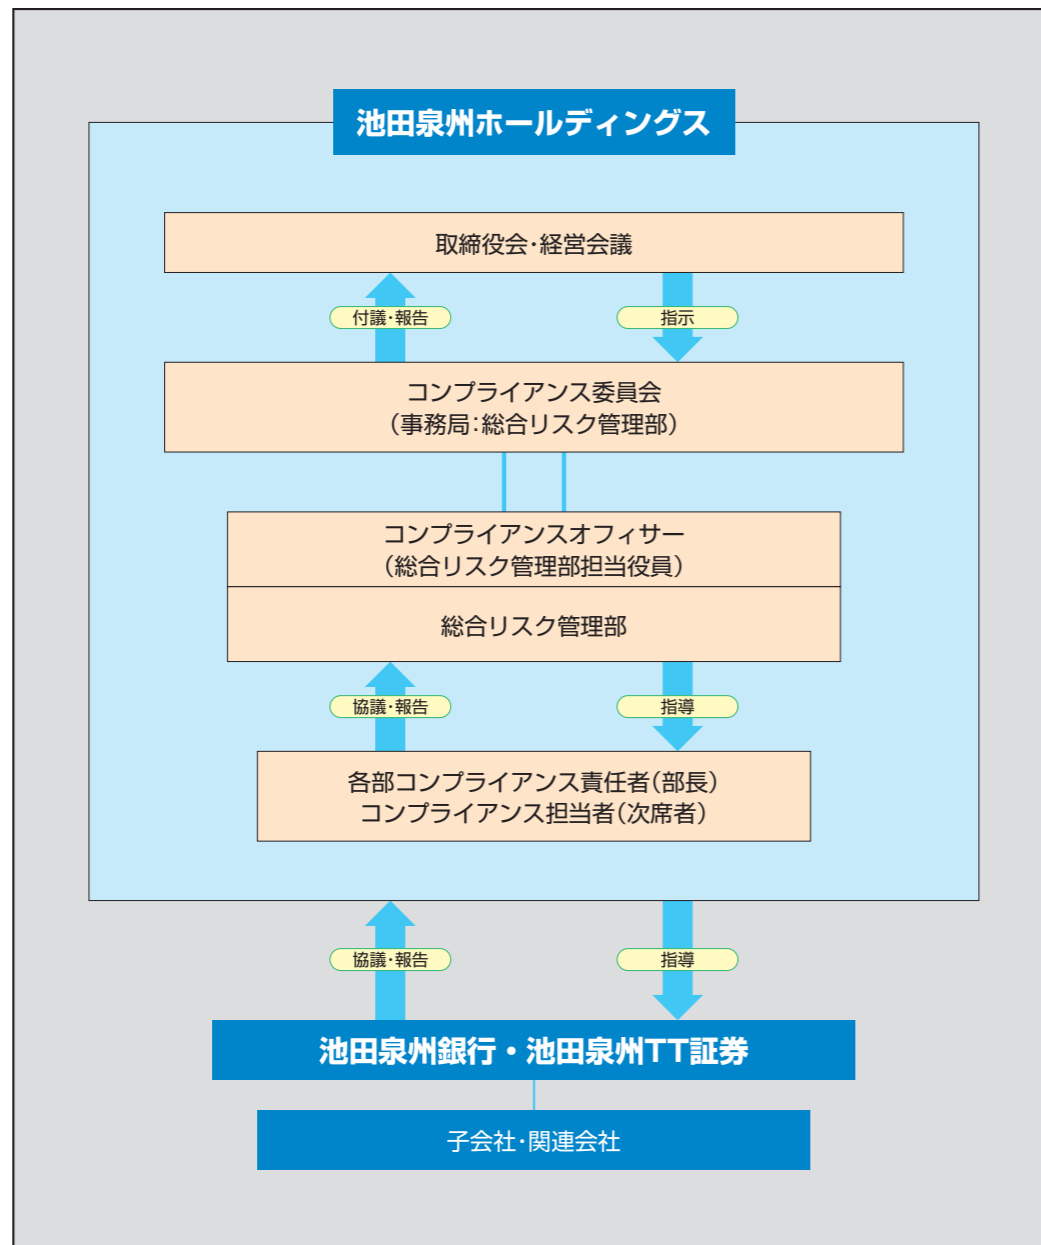 池田泉州ホールディングス
取締役会・経営会議
付議・報告
指示
コンプライアンス委員会
（事務局：総合リスク管理部）
コンプライアンスオフィサー
（総合リスク管理部担当役員）
総合リスク管理部
協議・報告
指導
各部コンプライアンス責任者（部長）
コンプライアンス担当者（次席者）
協議・報告
指導
池田泉州銀行・池田泉州TT証券
子会社・関連会社